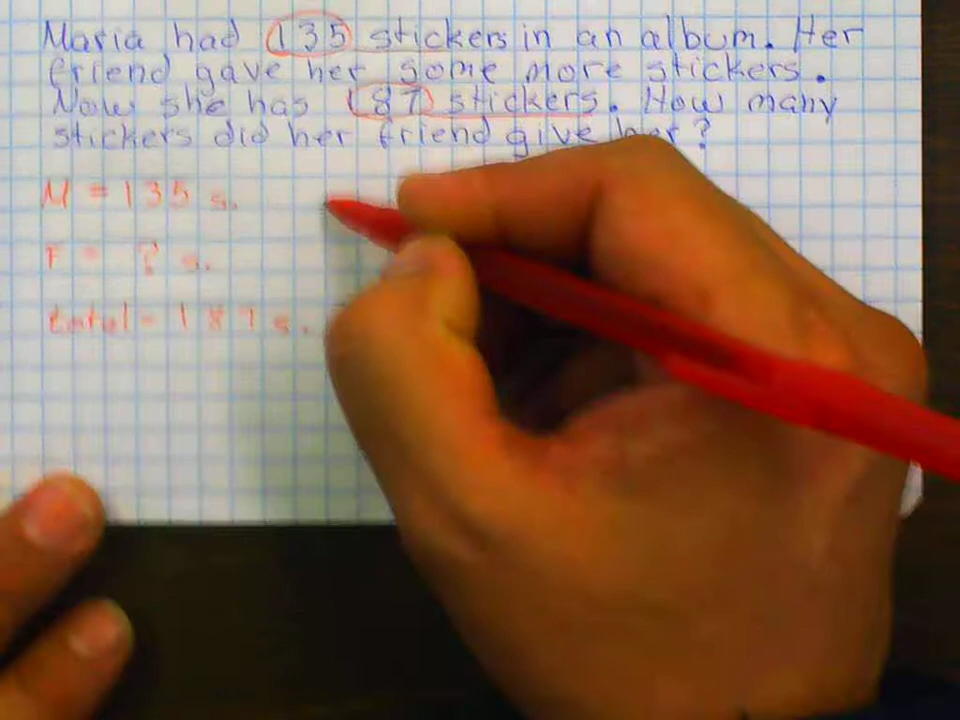 Maria had 135 stickers in an album. Her
friend gave her some more stickers.
Now she has 187 stickers. How many
stickers did her friend give her?
M = 135 s.
F = ? s.
total = 187 s.